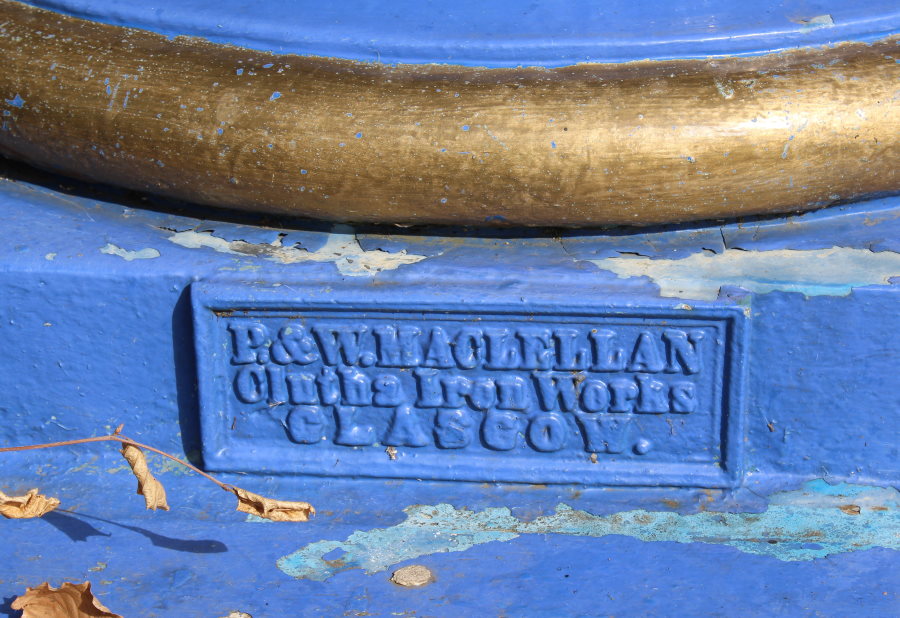 P. & W. MACLELLAN
Clutha Iron Works
GLASGOW.